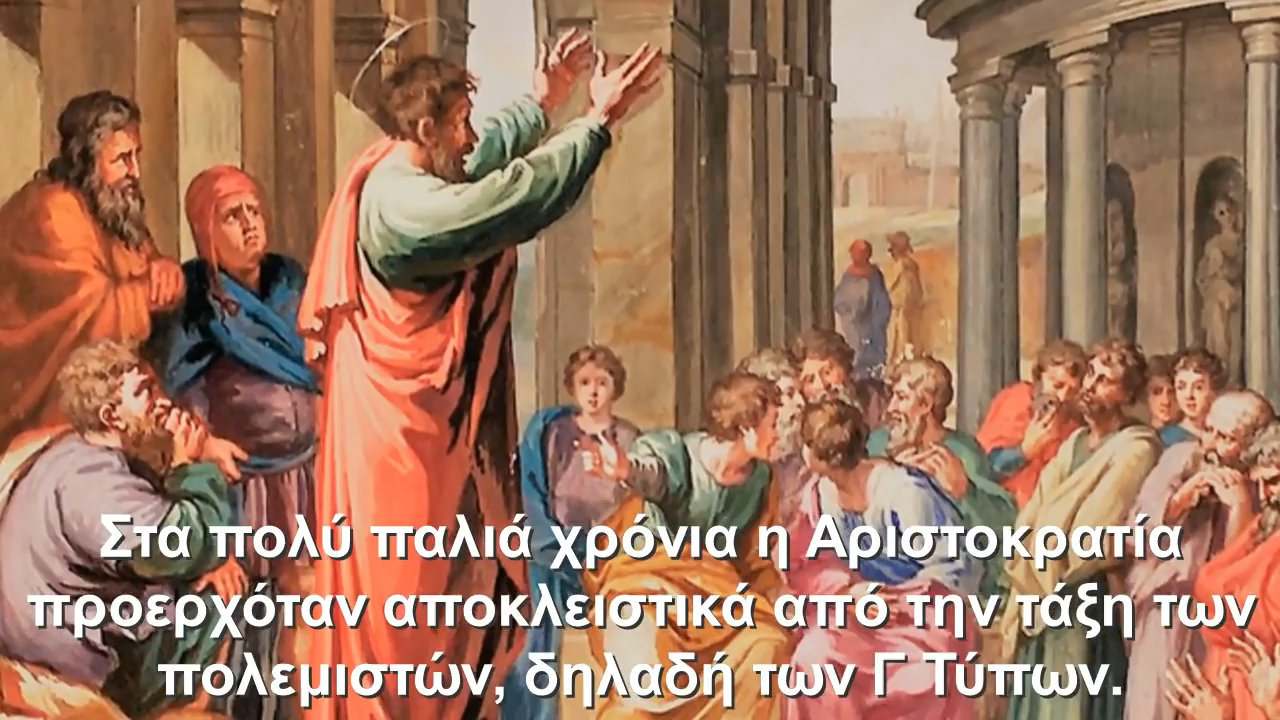 Στα πολύ παλιά χρόνια η Αριστοκρατία
προερχόταν αποκλειστικά από την τάξη των
πολεμιστών, δηλαδή των Γ Τύπων.